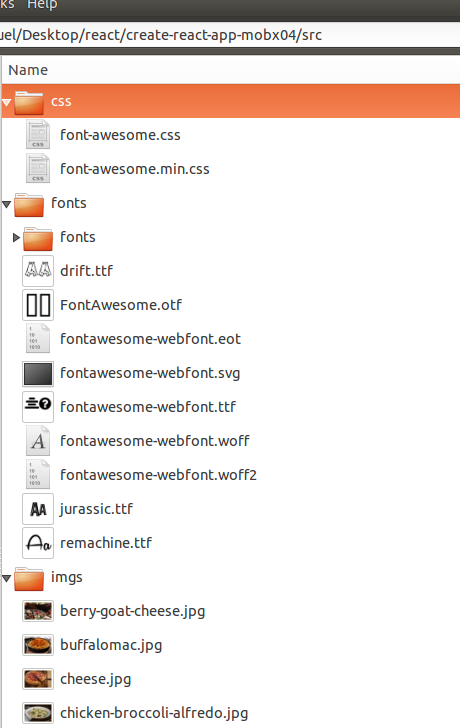 ks Help
uel/Desktop/react/create-react-app-mobx04/src
Name
css
font-awesome.css
font-awesome.min.css
fonts
fonts
drift.ttf
FontAwesome.otf
fontawesome-webfont.eot
fontawesome-webfont.svg
fontawesome-webfont.ttf
fontawesome-webfont.woff
fontawesome-webfont.woff2
jurassic.ttf
remachine.ttf
imgs
berry-goat-cheese.jpg
buffalomac.jpg
cheese.jpg
chicken-broccoli-alfredo.jpg